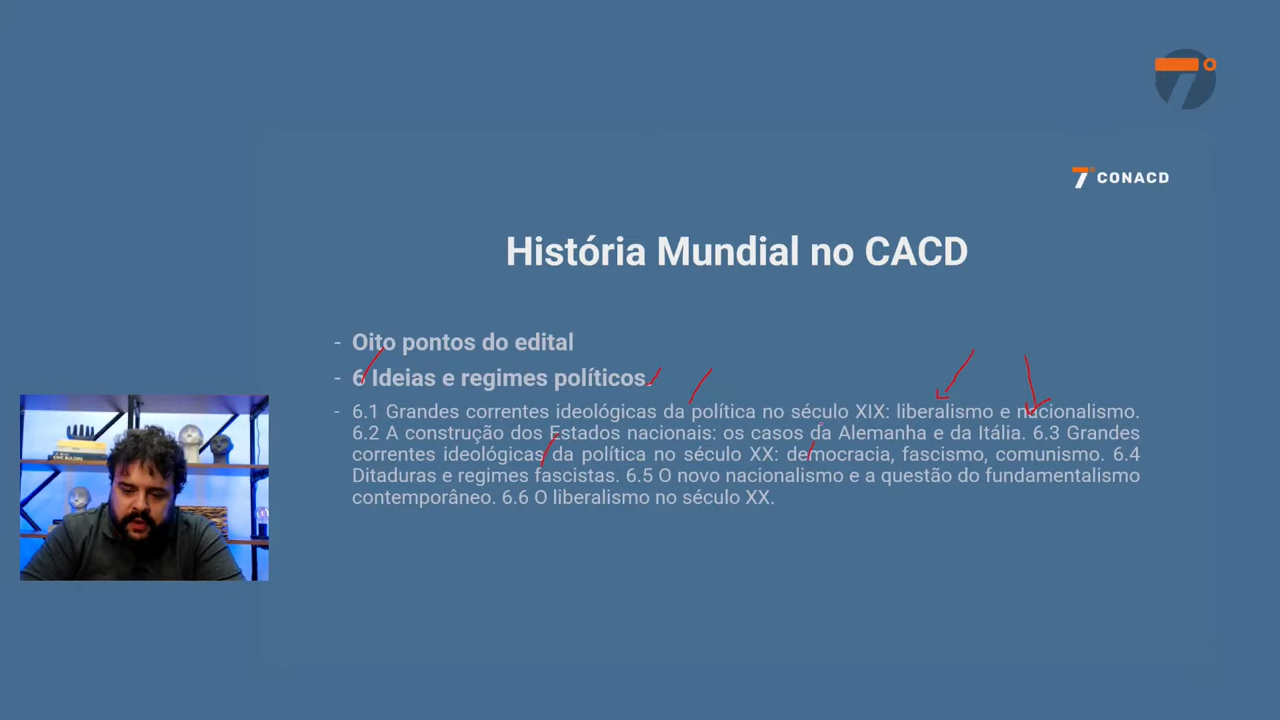 7º
7º CONACD
História Mundial no CACD
- Oito pontos do edital
- 6 Ideias e regimes políticos.
- 6.1 Grandes correntes ideológicas da política no século XIX: liberalismo e nacionalismo.
6.2 A construção dos Estados nacionais: os casos da Alemanha e da Itália. 6.3 Grandes
correntes ideológicas da política no século XX: democracia, fascismo, comunismo. 6.4
Ditaduras e regimes fascistas. 6.5 O novo nacionalismo e a questão do fundamentalismo
contemporâneo. 6.6 O liberalismo no século XX.